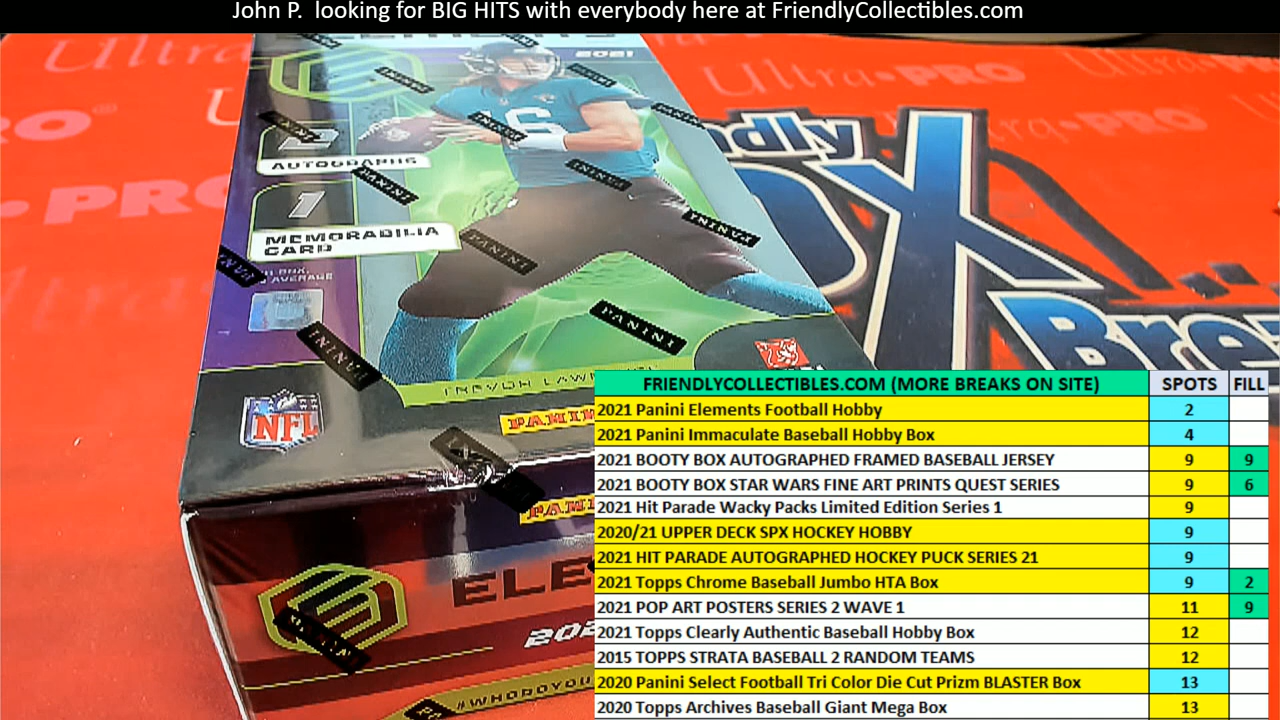 John P. looking for BIG HITS with everybody here at FriendlyCollectibles.com
2021
2
AUTOGRAPHS
1
MEMORABILIA
CARD
AVERAGE
PANINI
PANINI
PANINI
PANINI
PANINI
PANINI
PANINI
PANINI
NFL
Ultra PRO
Ultra PRO
6
2021
#WHODOYOU
FRIENDLYCOLLECTIBLES.COM (MORE BREAKS ON SITE) SPOTS FILL
2021 Panini Elements Football Hobby 2
2021 Panini Immaculate Baseball Hobby Box 4
2021 BOOTY BOX AUTOGRAPHED FRAMED BASEBALL JERSEY 9 9
2021 BOOTY BOX STAR WARS FINE ART PRINTS QUEST SERIES 9 6
2021 Hit Parade Wacky Packs Limited Edition Series 1 9
2020/21 UPPER DECK SPX HOCKEY HOBBY 9
2021 HIT PARADE AUTOGRAPHED HOCKEY PUCK SERIES 21 9
2021 Topps Chrome Baseball Jumbo HTA Box 9 2
2021 POP ART POSTERS SERIES 2 WAVE 1 11 9
2021 Topps Clearly Authentic Baseball Hobby Box 12
2015 TOPPS STRATA BASEBALL 2 RANDOM TEAMS 12
2020 Panini Select Football Tri Color Die Cut Prizm BLASTER Box 13
2020 Topps Archives Baseball Giant Mega Box 13